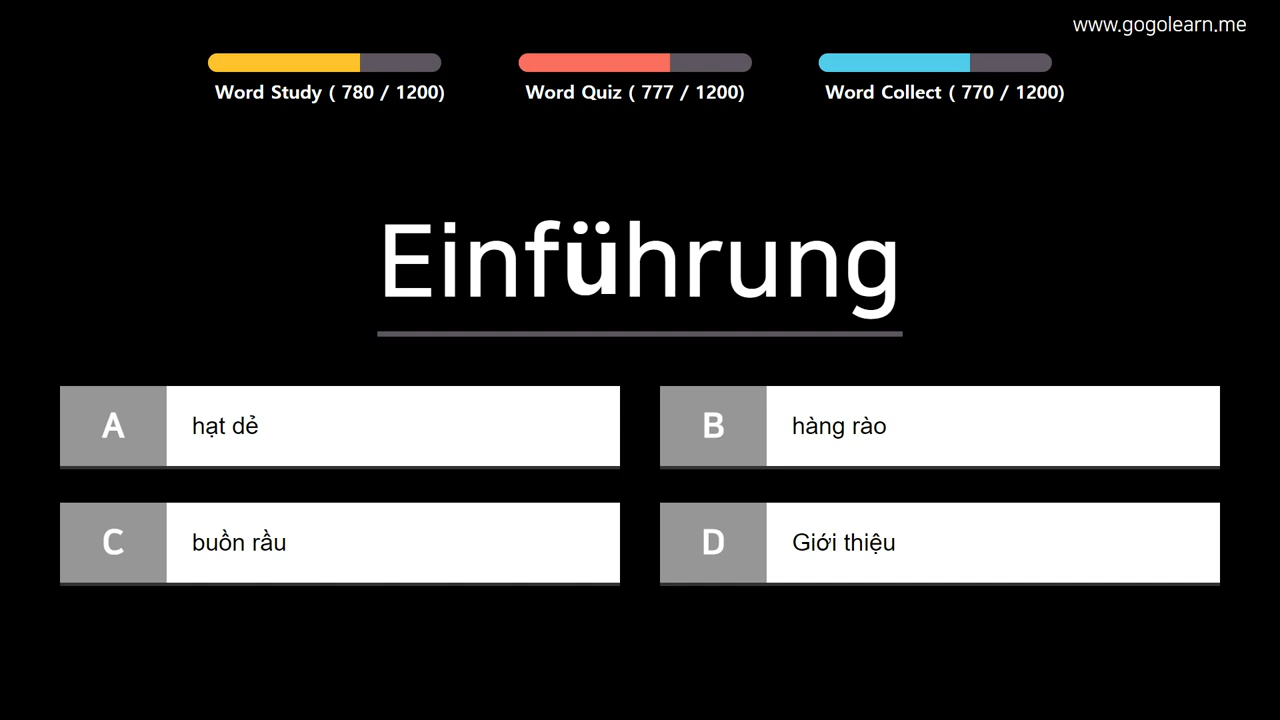 www.gogolearn.me
Word Study ( 780 / 1200)
Word Quiz ( 777 / 1200)
Word Collect ( 770 / 1200)
Einführung
A
hạt dẻ
B
hàng rào
C
buồn rầu
D
Giới thiệu